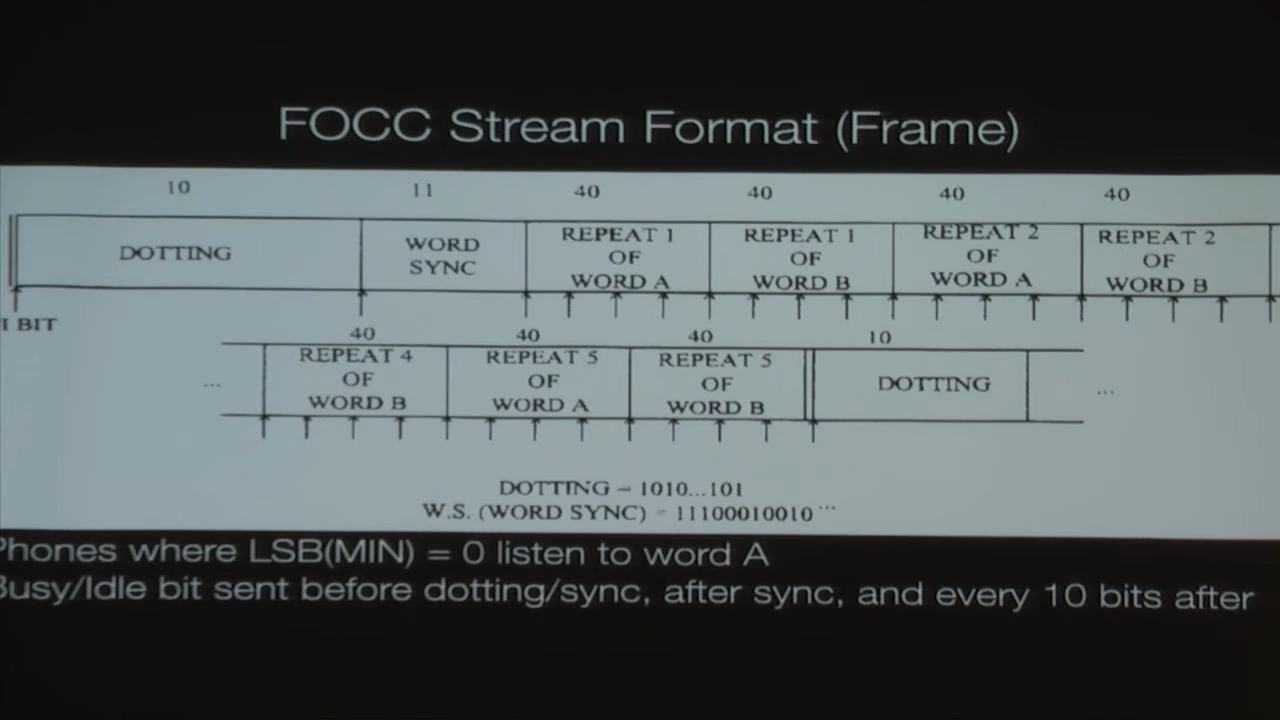 FOCC Stream Format (Frame)
10 11 40 40 40 40
DOTTING
WORD
SYNC
REPEAT 1
OF
WORD A
REPEAT 1
OF
WORD B
REPEAT 2
OF
WORD A
REPEAT 2
OF
WORD B
I BIT
40 40 40 10
...
REPEAT 4
OF
WORD B
REPEAT 5
OF
WORD A
REPEAT 5
OF
WORD B
DOTTING
...
DOTTING – 1010...101
W.S. (WORD SYNC) – 11100010010 ...
Phones where LSB(MIN) = 0 listen to word A
Busy/Idle bit sent before dotting/sync, after sync, and every 10 bits after